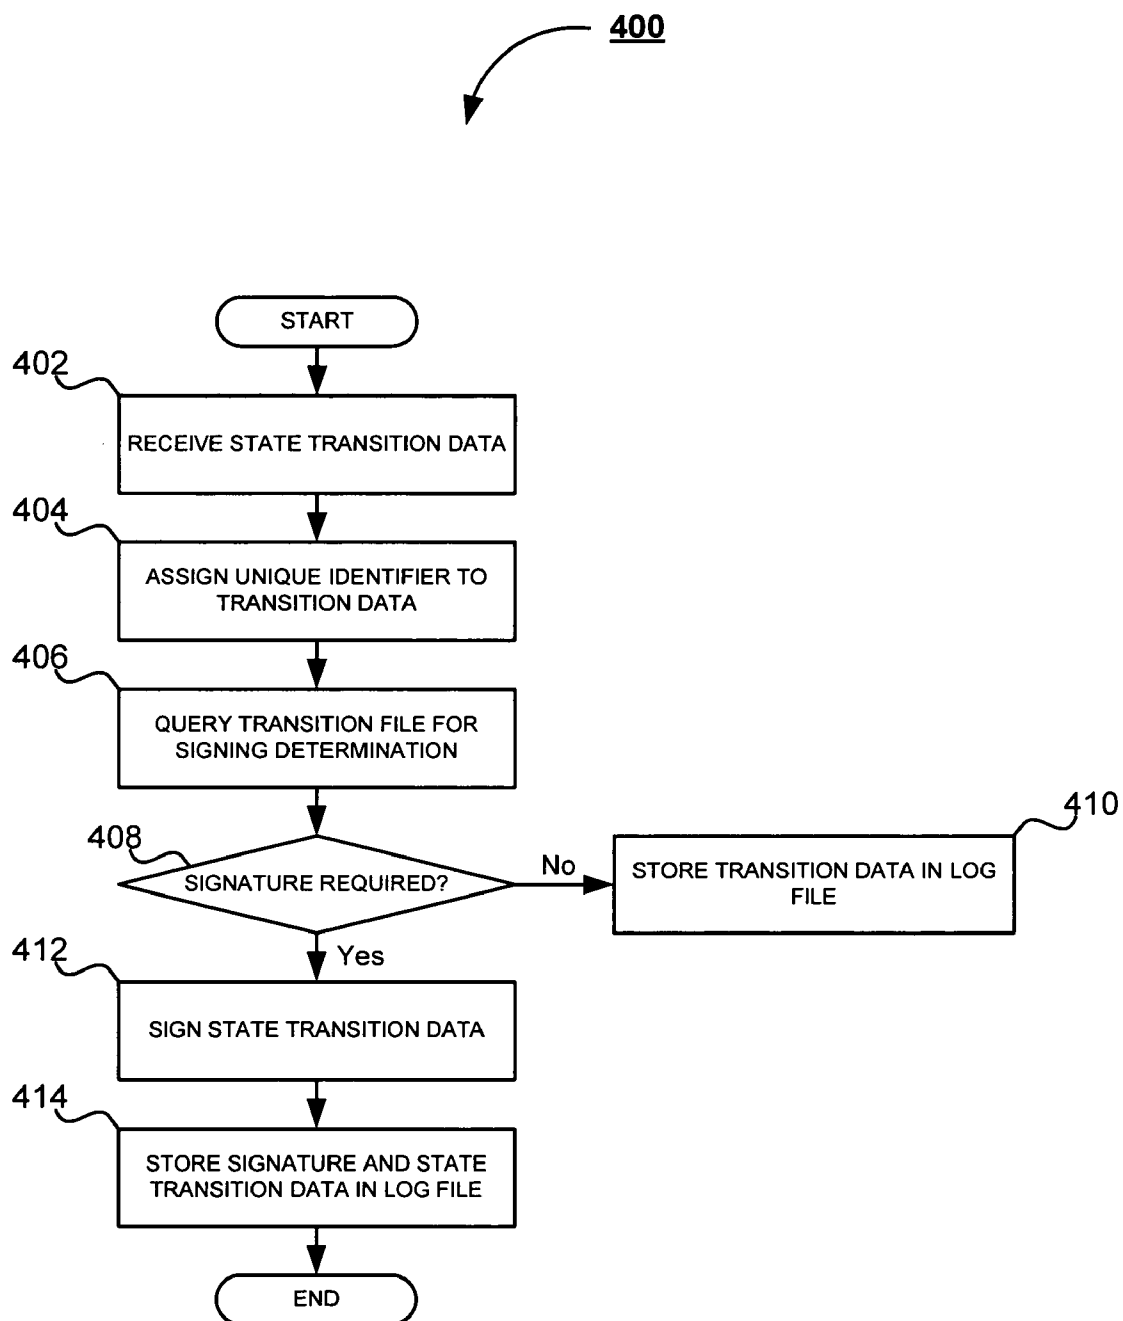 400
START
402
RECEIVE STATE TRANSITION DATA
404
ASSIGN UNIQUE IDENTIFIER TO
TRANSITION DATA
406
QUERY TRANSITION FILE FOR
SIGNING DETERMINATION
408
SIGNATURE REQUIRED?
No
410
STORE TRANSITION DATA IN LOG
FILE
Yes
412
SIGN STATE TRANSITION DATA
414
STORE SIGNATURE AND STATE
TRANSITION DATA IN LOG FILE
END